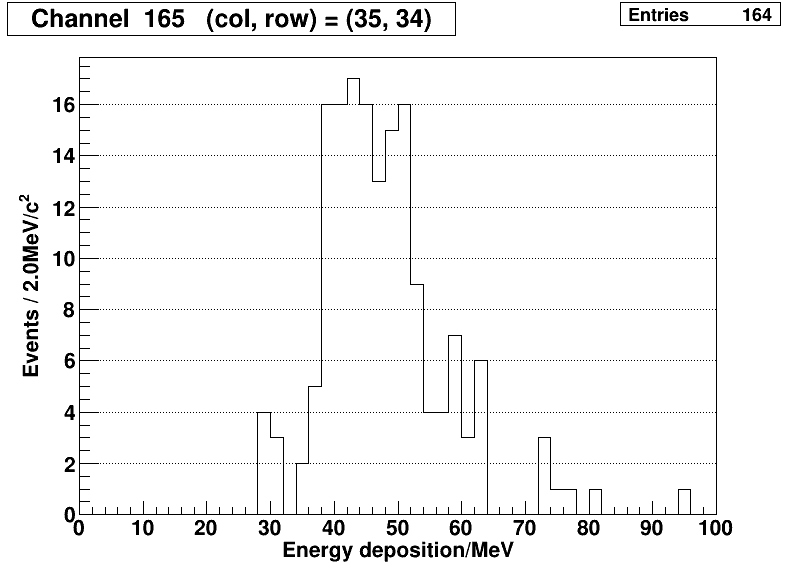 Channel 165 (col, row) = (35, 34)
Entries 164
Events / 2.0MeV/c²
16
14
12
10
8
6
4
2
0
0 10 20 30 40 50 60 70 80 90 100
Energy deposition/MeV